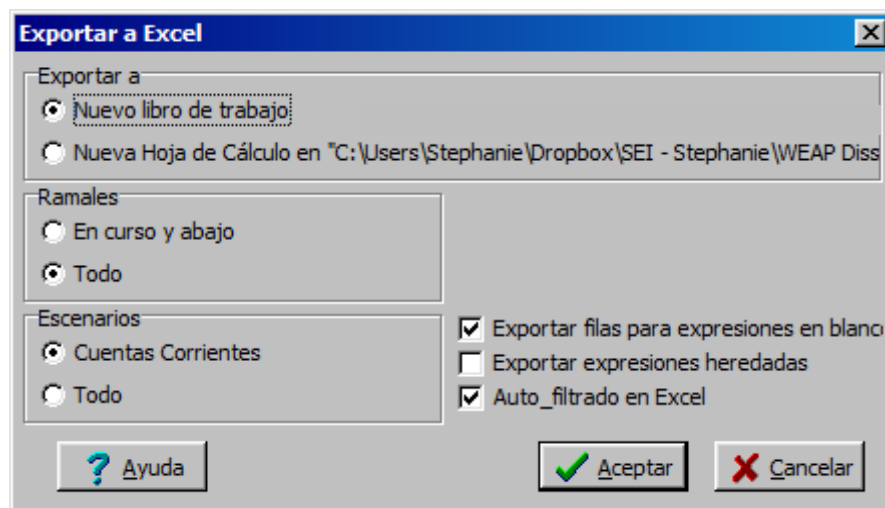 Exportar a Excel
Exportar a
Nuevo libro de trabajo
Nueva Hoja de Cálculo en "C:\Users\Stephanie\Dropbox\SEI - Stephanie\WEAP Diss
Ramales
En curso y abajo
Todo
Escenarios
Cuentas Corrientes
Todo
Exportar filas para expresiones en blanco
Exportar expresiones heredadas
Auto_filtrado en Excel
? Ayuda
Aceptar
Cancelar